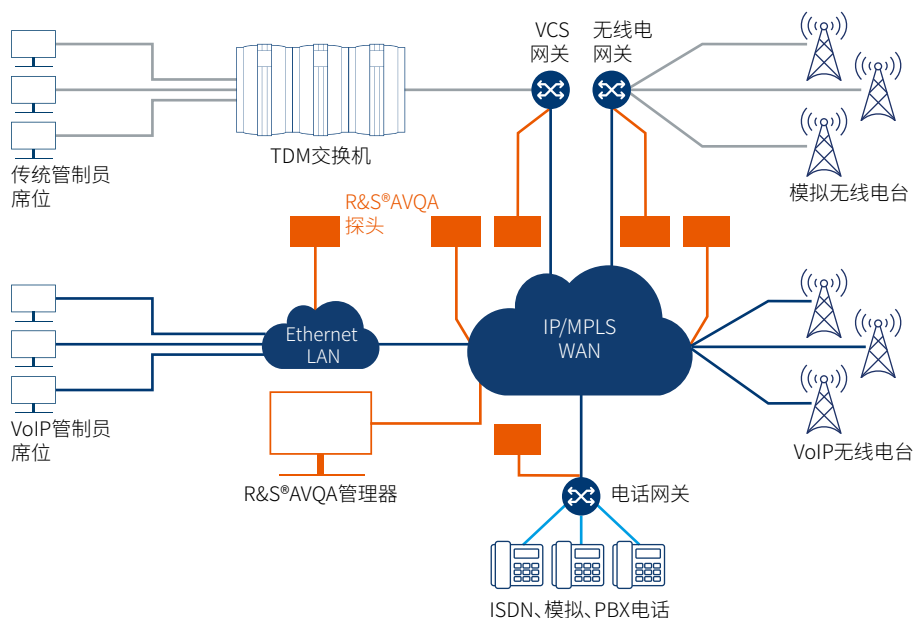 VCS
网关
无线电
网关
TDM交换机
传统管制员
席位
模拟无线电台
R&S®AVQA
探头
Ethernet
LAN
IP/MPLS
WAN
VoIP管制员
席位
VoIP无线电台
R&S®AVQA管理器
电话网关
ISDN、模拟、PBX电话